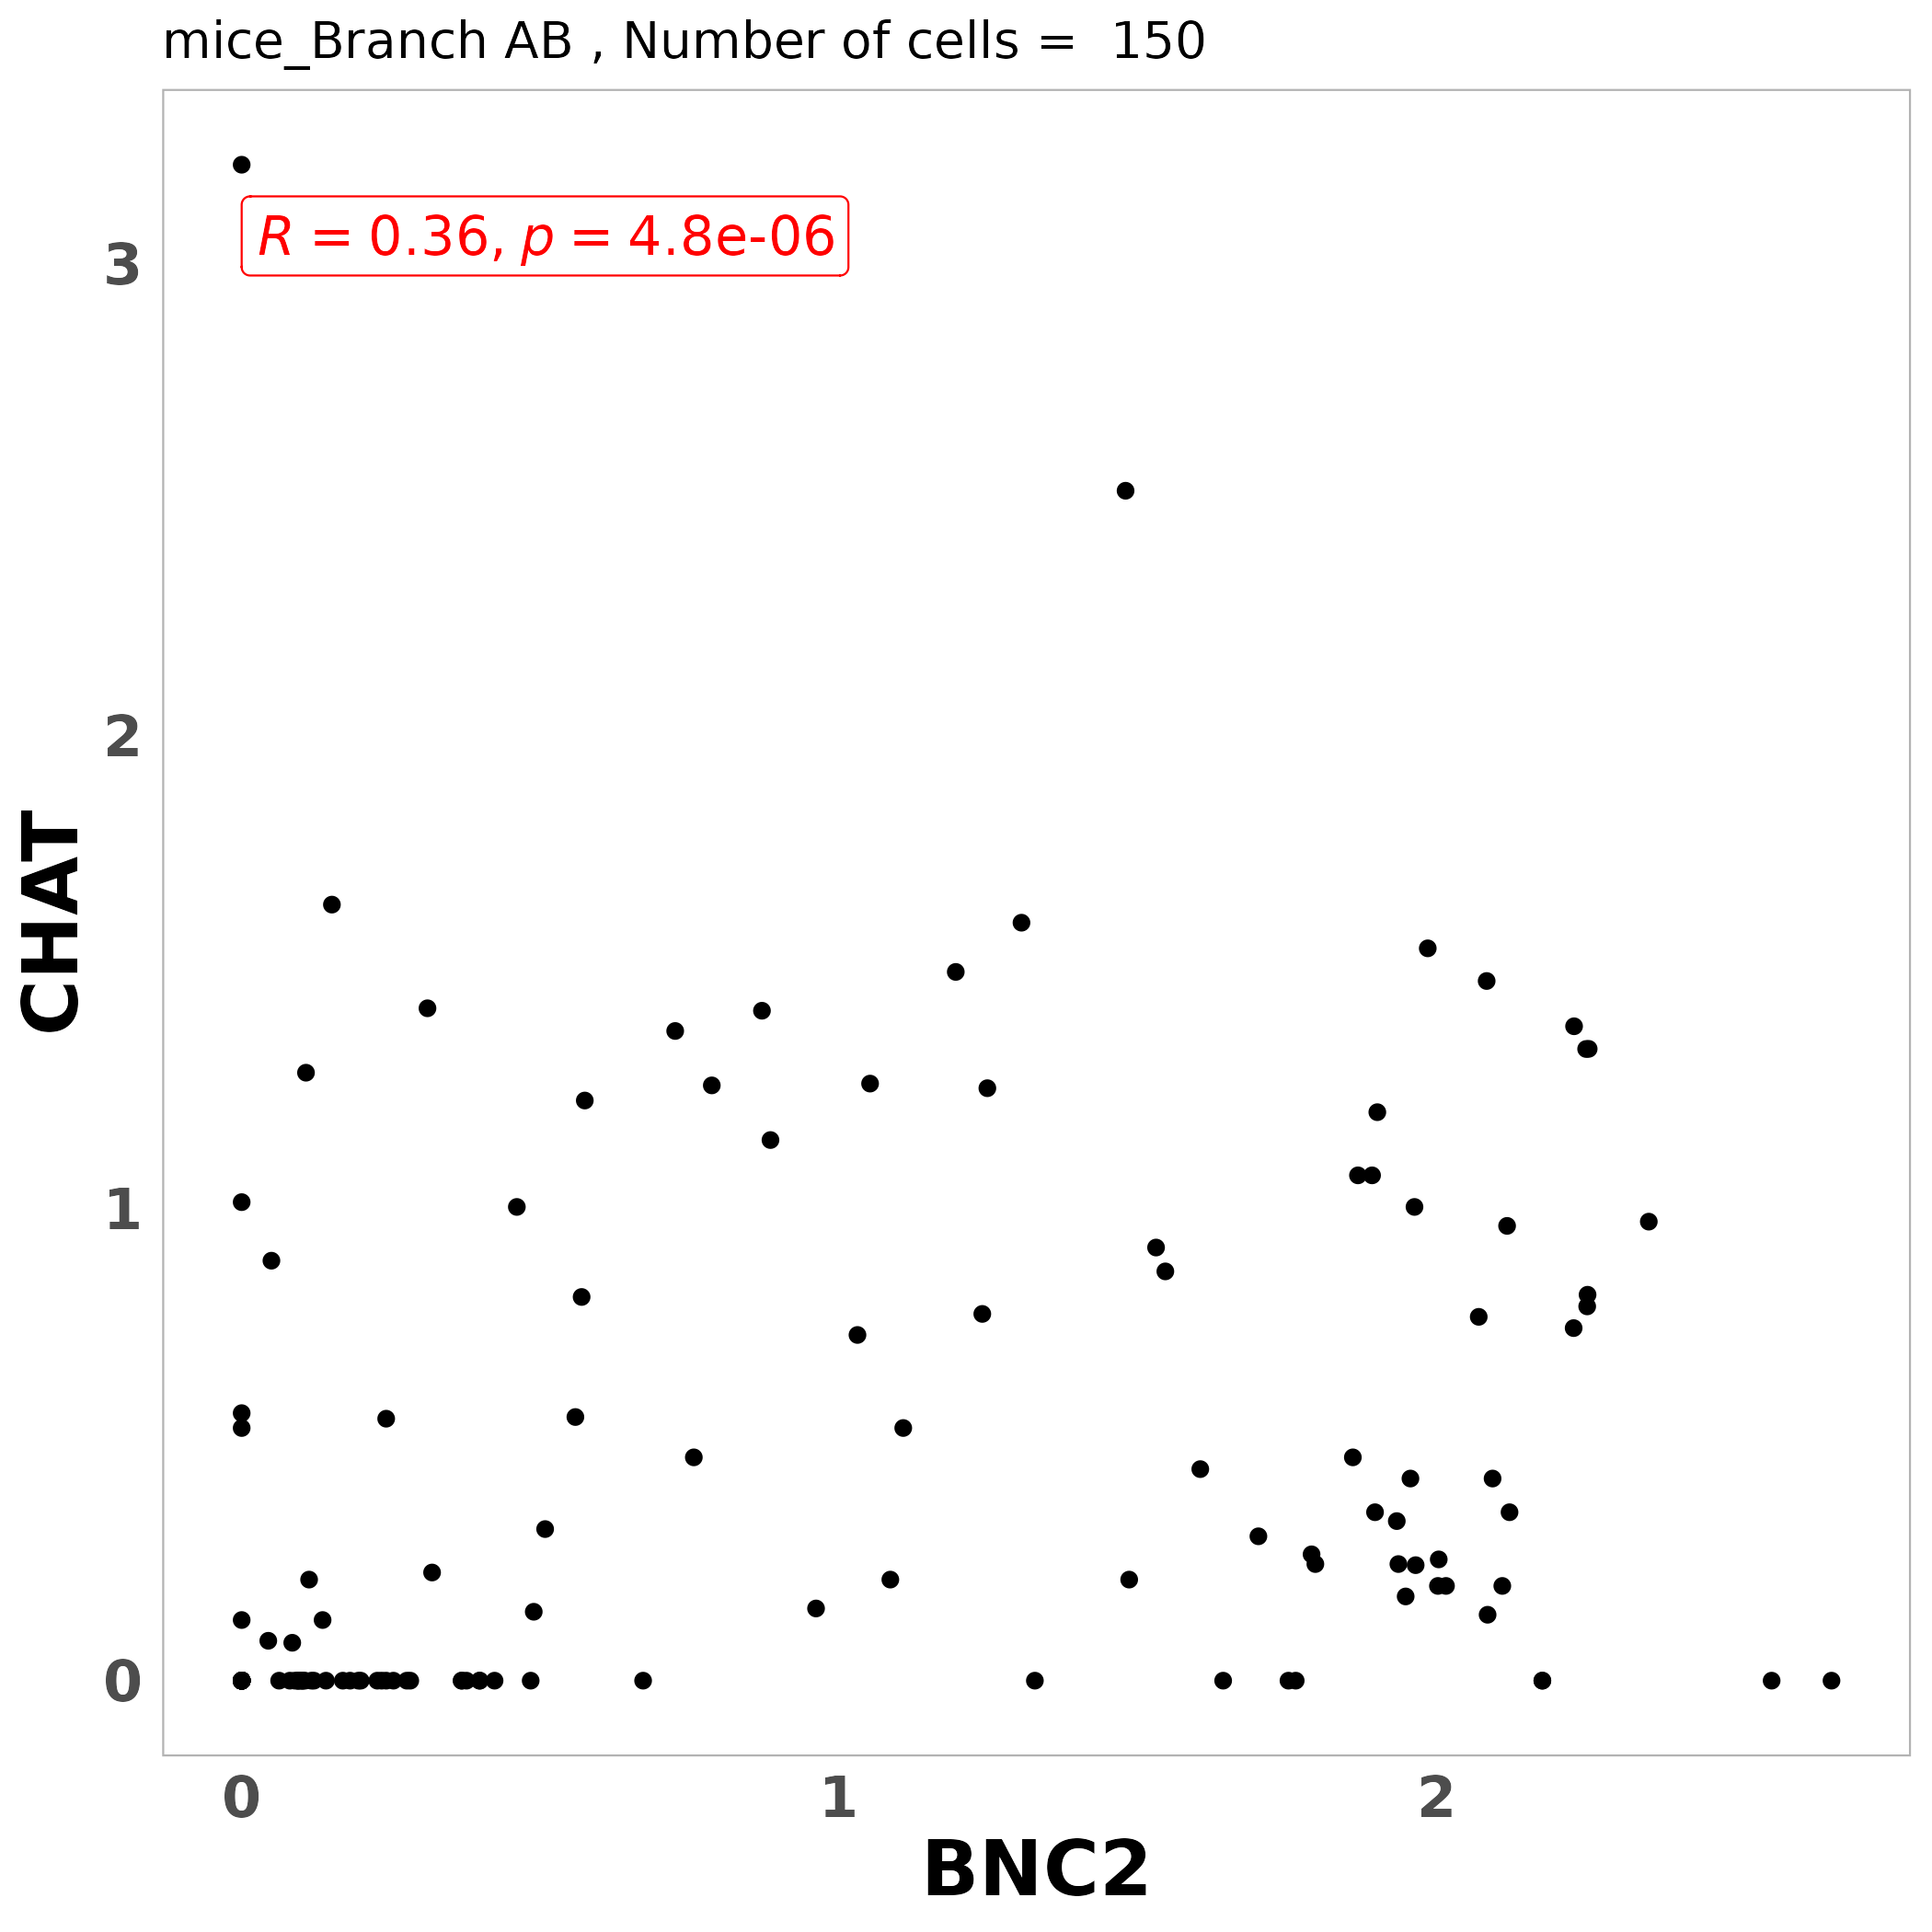 mice_Branch AB , Number of cells =  150
R = 0.36, p = 4.8e-06
3
2
1
0
CHAT
0 1 2
BNC2